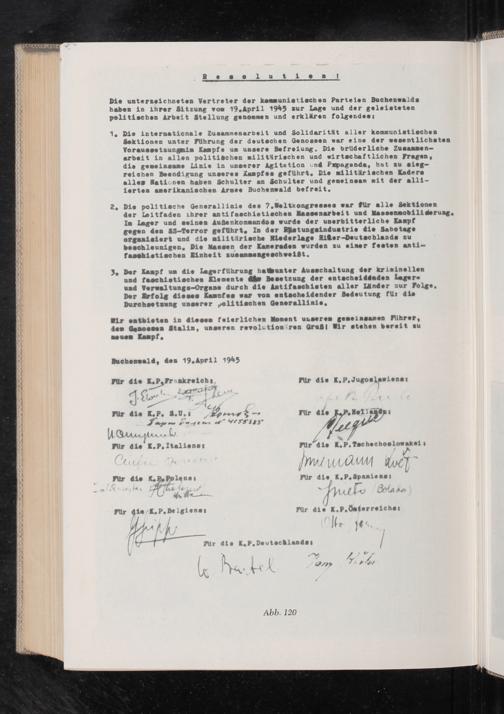 Resolution!
Die unterzeichneten Vertreter der kommunistischen Parteien Buchenwalds
haben in ihrer Sitzung vom 19.April 1945 zur Lage und der geleisteten
politischen Arbeit Stellung genommen und erklären folgendes:
1. Die internationale Zusammenarbeit und Solidarität aller kommunistischen
Sektionen unter Führung der deutschen Genossen war eine der wesentlichsten
Voraussetzungen im Kampfe um unsere Befreiung. Die brüderliche Zusammen-
arbeit in allen politischen militärischen und wirtschaftlichen Fragen,
die gemeinsame Linie in unserer Agitation und Propaganda, hat zu sieg-
reichen Beendigung unseres Kampfes geführt. Die militärischen Kaders
aller Nationen haben Schulter an Schulter und gemeinsam mit der alli-
ierten amerikanischen Armee Buchenwald befreit.
2. Die politische Generallinie des 7.Weltkongresses war für alle Sektionen
der Leitfaden ihrer antifaschistischen Massenarbeit und Massenmobilisierung.
Im Lager und seinen Außenkommandos wurde der unerbittliche Kampf
gegen den SS-Terror geführt. In der Rüstungsindustrie die Sabotage
organisiert und die militärische Niederlage Hitler-Deutschlands zu
beschleunigen. Die Massen der Kameraden wurden zu einer festen anti-
faschistischen Einheit zusammengeschweißt.
3. Der Kampf um die Lagerführung hat unter Ausschaltung der kriminellen
und faschistischen Elemente die Besetzung der entscheidenden Lager-
und Verwaltungs-Organe durch die Antifaschisten aller Länder zur Folge.
Der Erfolg dieses Kampfes war von entscheidender Bedeutung für die
Durchsetzung unserer politischen Generallinie.
Wir entbieten in diesem feierlichen Moment unserem gemeinsamen Führer,
dem Genossen Stalin, unseren revolutionären Gruß! Wir stehen bereit zu
neuem Kampf.
Buchenwald, den 19.April 1945
Für die K.P.Frankreich:
Für die K.P.Jugoslawiens:
Für die K.P. S.U.:
Für die K.P.Hollands:
Für die K.P.Italiens:
Für die K.P.Tschechoslowakei:
Für die K.P.Polens:
Für die K.P.Spaniens:
Für die K.P.Belgiens:
Für die K.P.Österreichs:
Für die K.P.Deutschlands:
Abb. 120